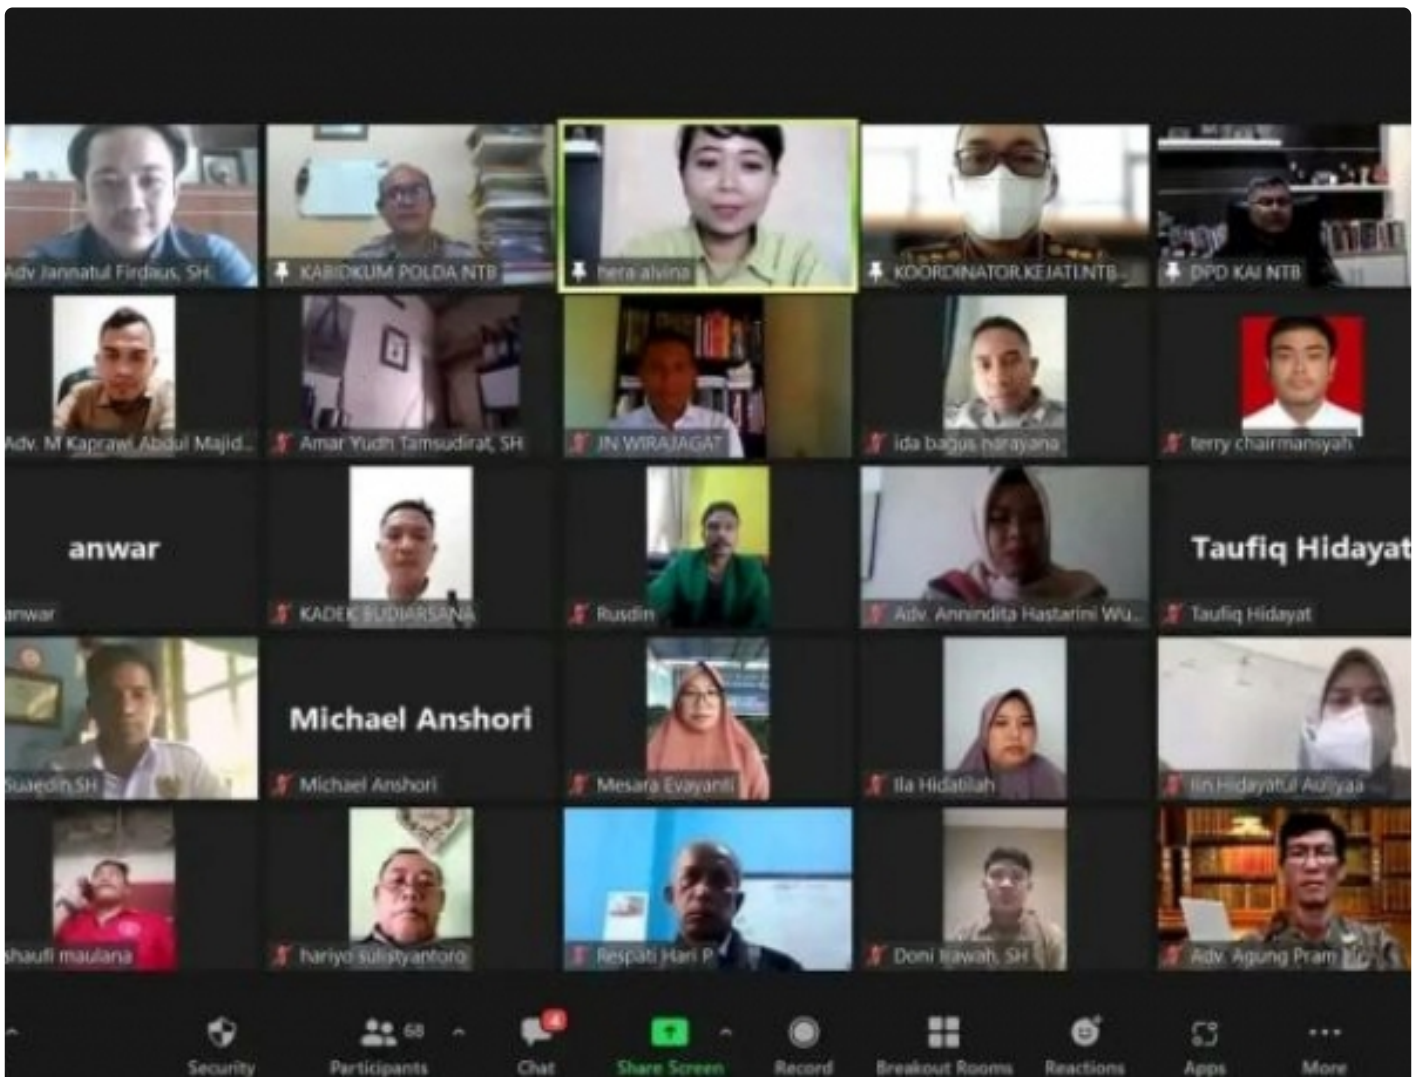 Adv Jannatul Firdaus, SH
KABIDKUM POLDA NTB
hera alvina
KOORDINATOR.KEJATI.NTB...
DPD KAI NTB
Adv. M Kaprawi Abdul Majid...
Amar Yudh Tamsudirat, SH
JN WIRAJAGAT
ida bagus narayana
terry chairmansyah
anwar
anwar
KADEK BUDIARSANA
Rusdin
Adv. Annindita Hastarini Wu...
Taufiq Hidayat
Taufiq Hidayat
Suaedin,SH
Michael Anshori
Michael Anshori
Mesara Evayanti
Ila Hidatilah
Iin Hidayatul Auliyaa
shaufi maulana
hariyo sulistyantoro
Respati Hari P
Doni Irawah, SH
Adv. Agung Pram
Security
68
Participants
4
Chat
Share Screen
Record
Breakout Rooms
Reactions
Apps
More